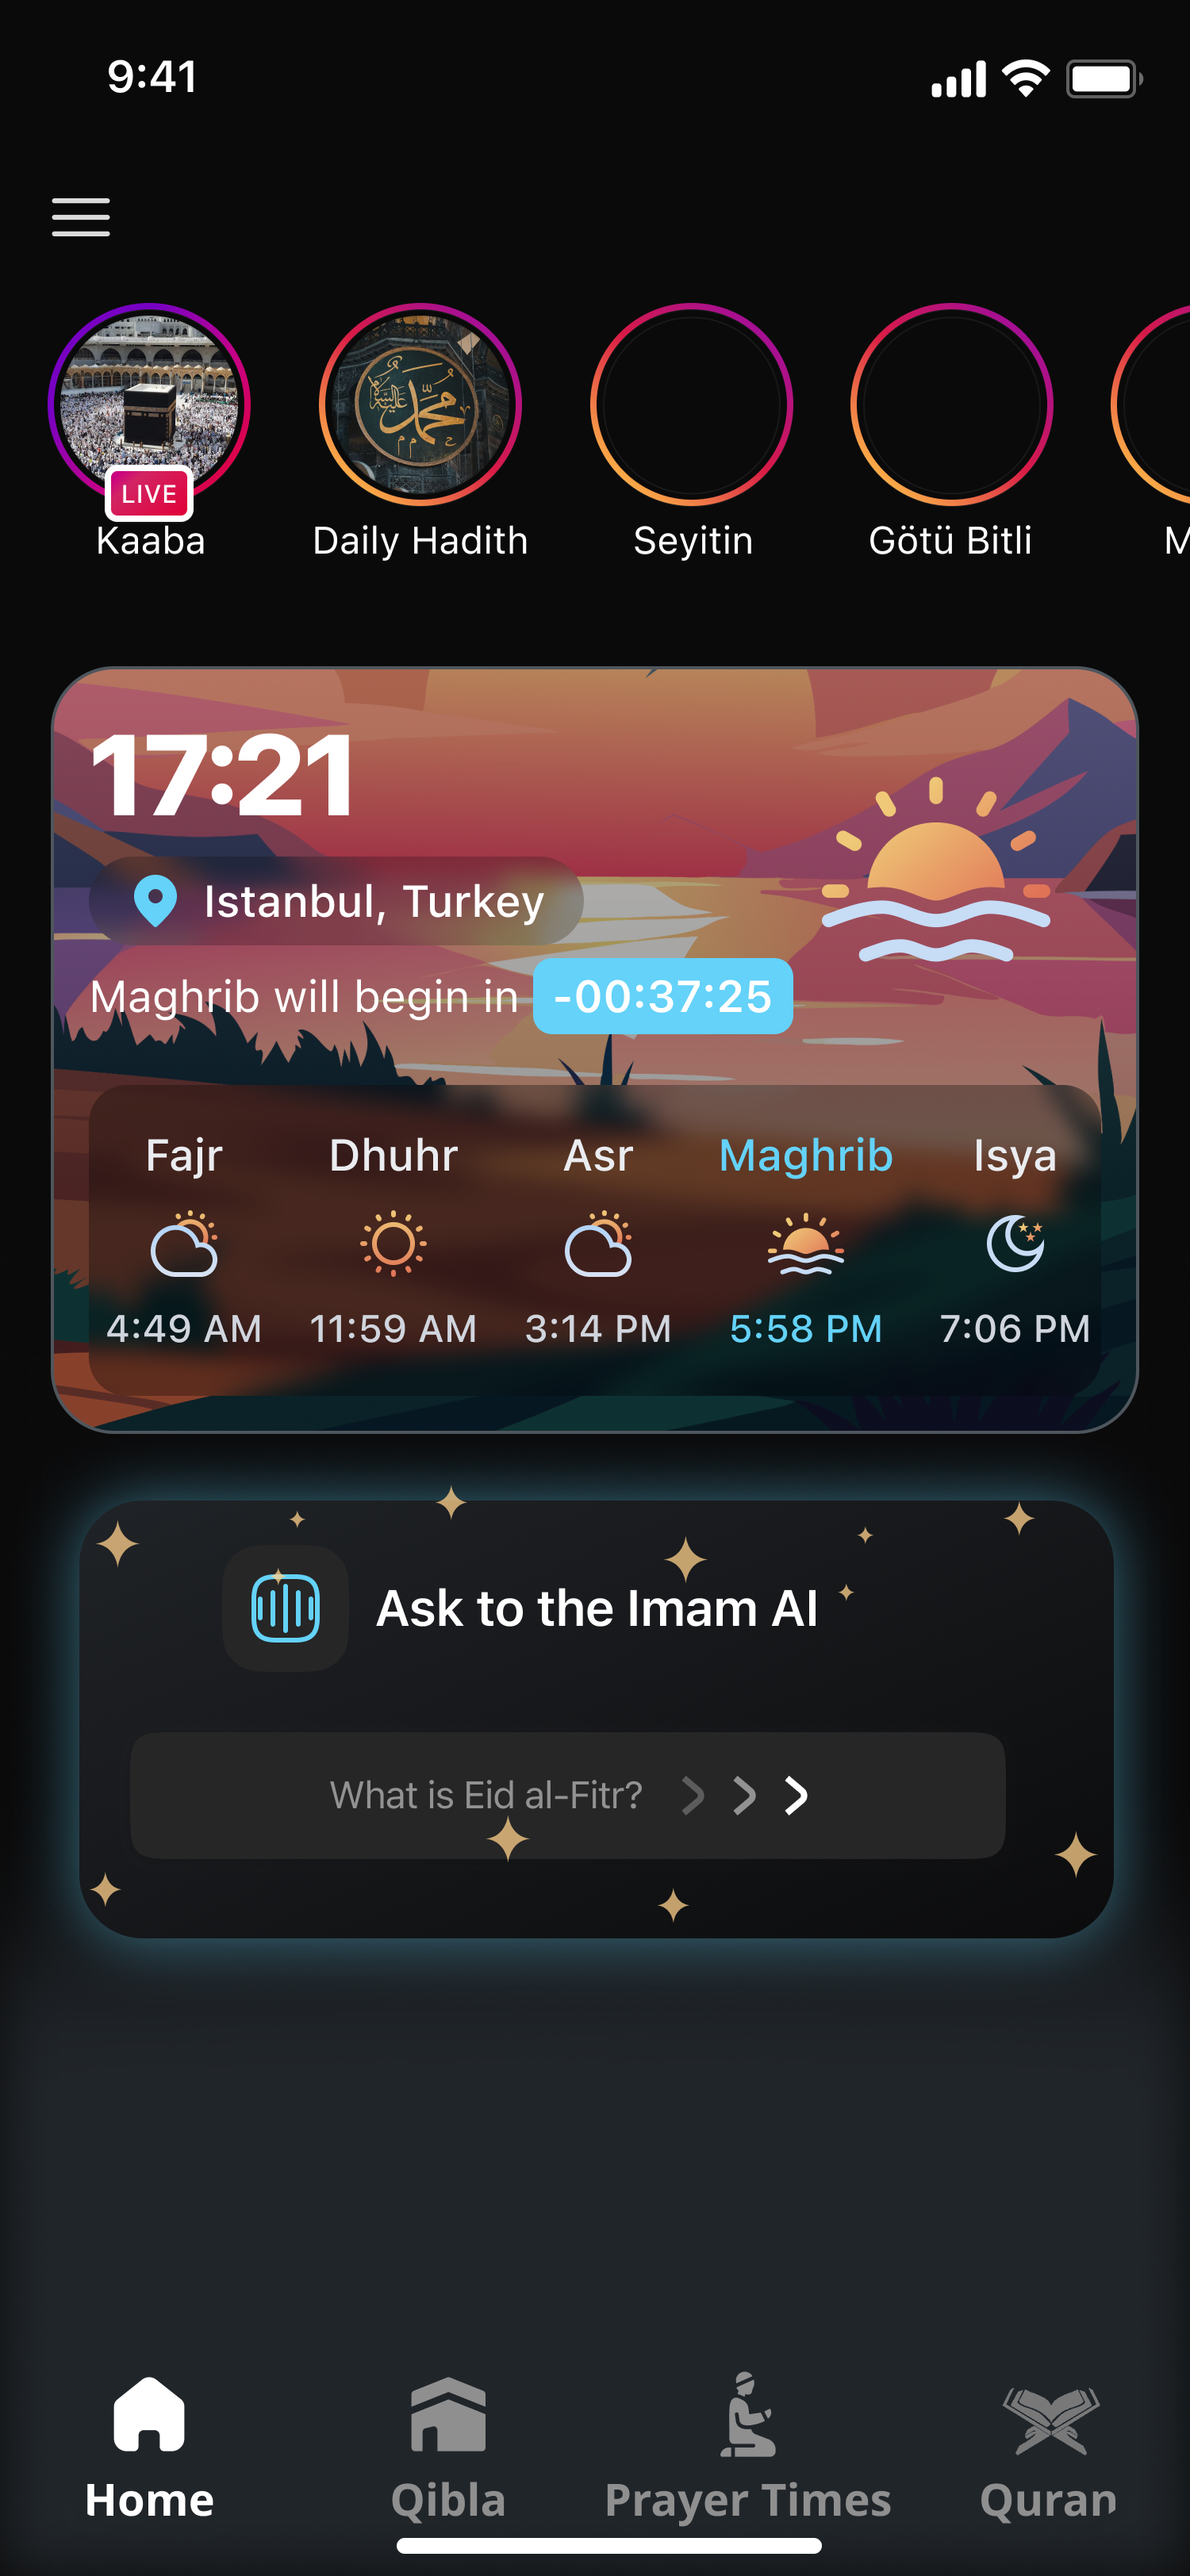 9:41
LIVE
Kaaba
Daily Hadith
Seyitin
Götü Bitli
M
17:21
Istanbul, Turkey
Maghrib will begin in -00:37:25
Fajr Dhuhr Asr Maghrib Isya
4:49 AM 11:59 AM 3:14 PM 5:58 PM 7:06 PM
Ask to the Imam AI
What is Eid al-Fitr?
Home Qibla Prayer Times Quran